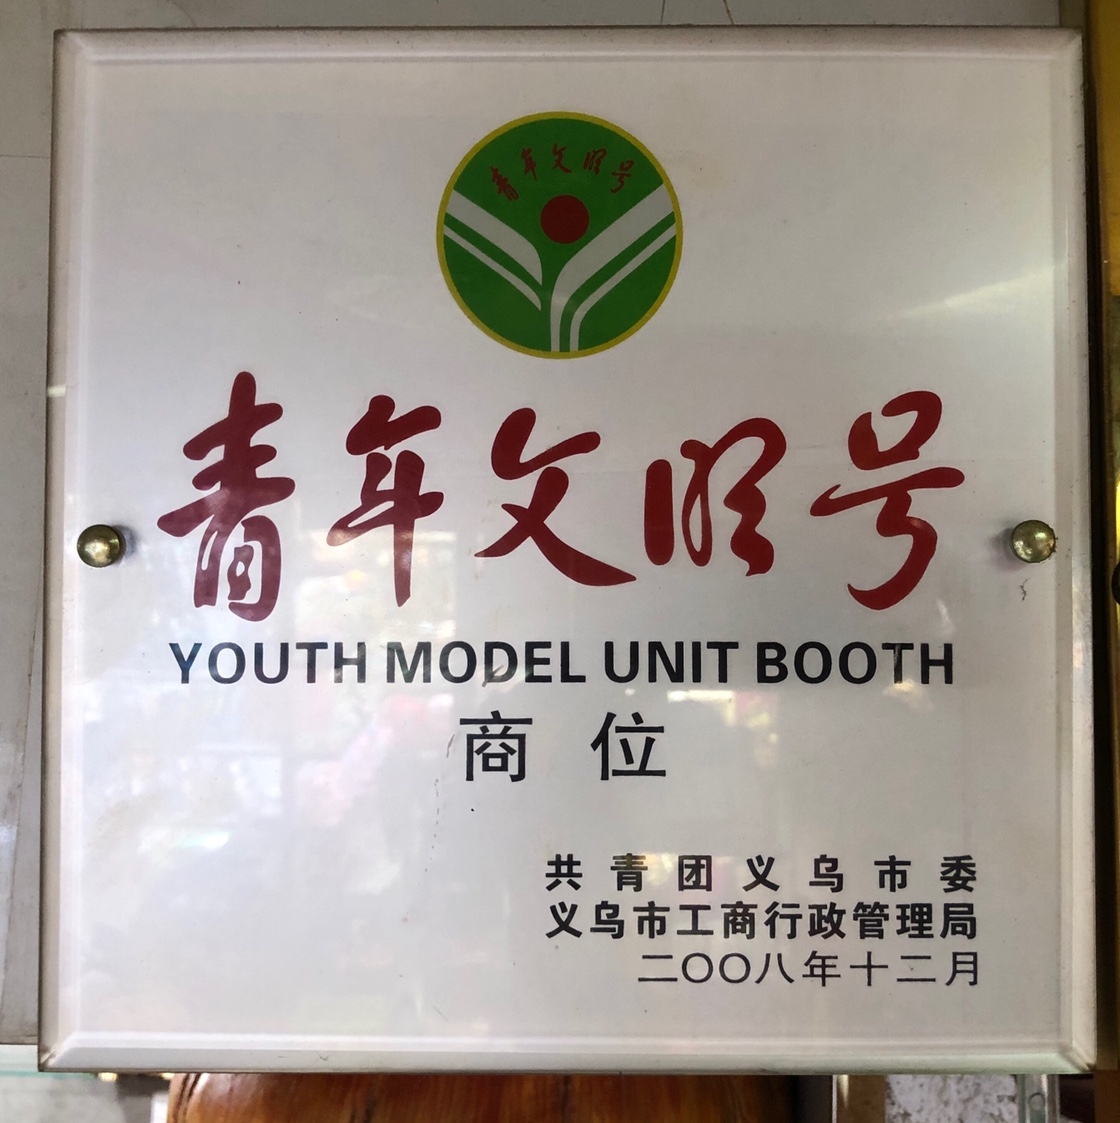 青年文明号
青年文明号
YOUTH MODEL UNIT BOOTH
商位
共青团义乌市委
义乌市工商行政管理局
二〇〇八年十二月